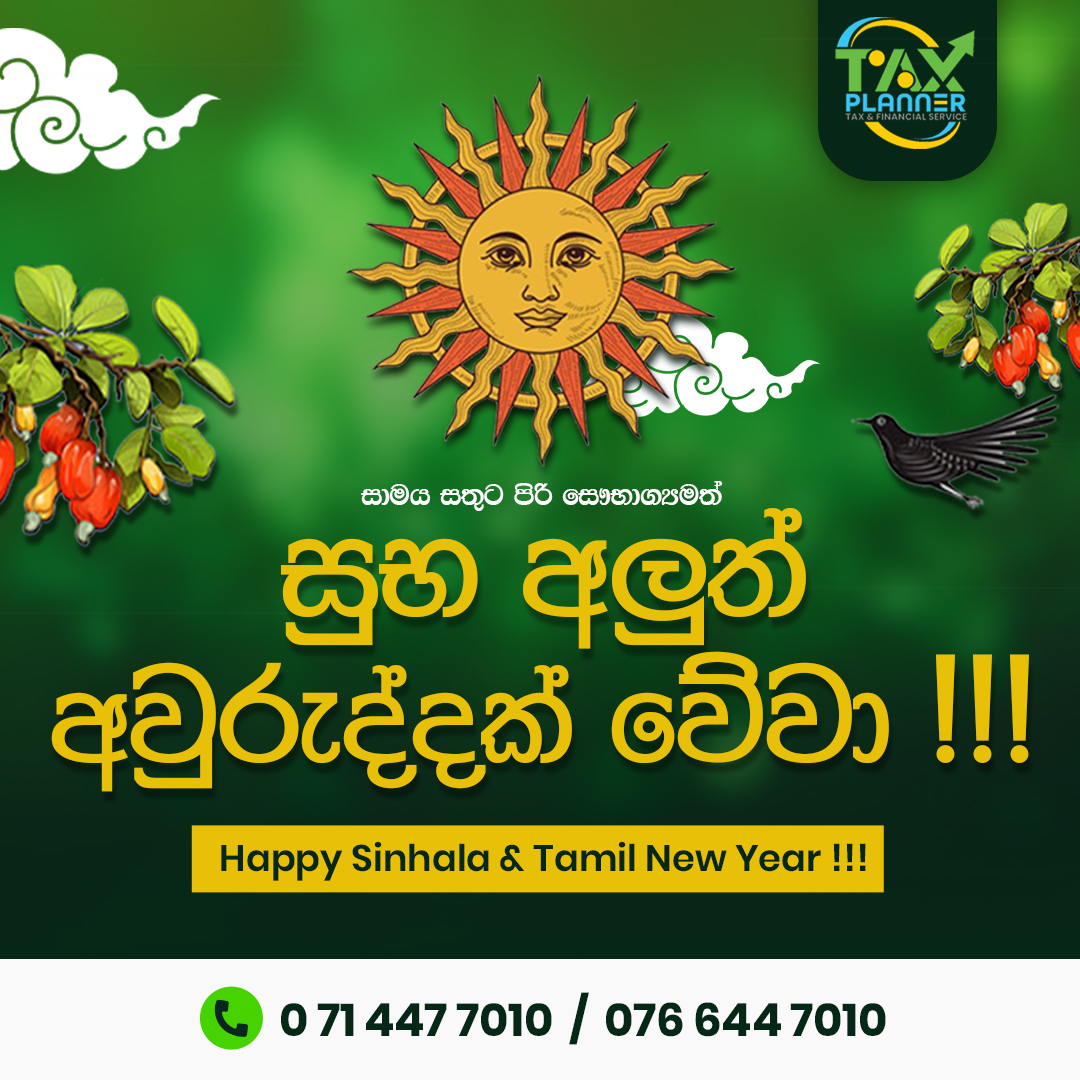 TAX
PLANNER
TAX & FINANCIAL SERVICE
සාමය සතුට පිරි සෞභාග්‍යමත්
සුභ අලුත්
අවුරුද්දක් වේවා !!!
Happy Sinhala & Tamil New Year !!!
0 71 447 7010 / 076 644 7010